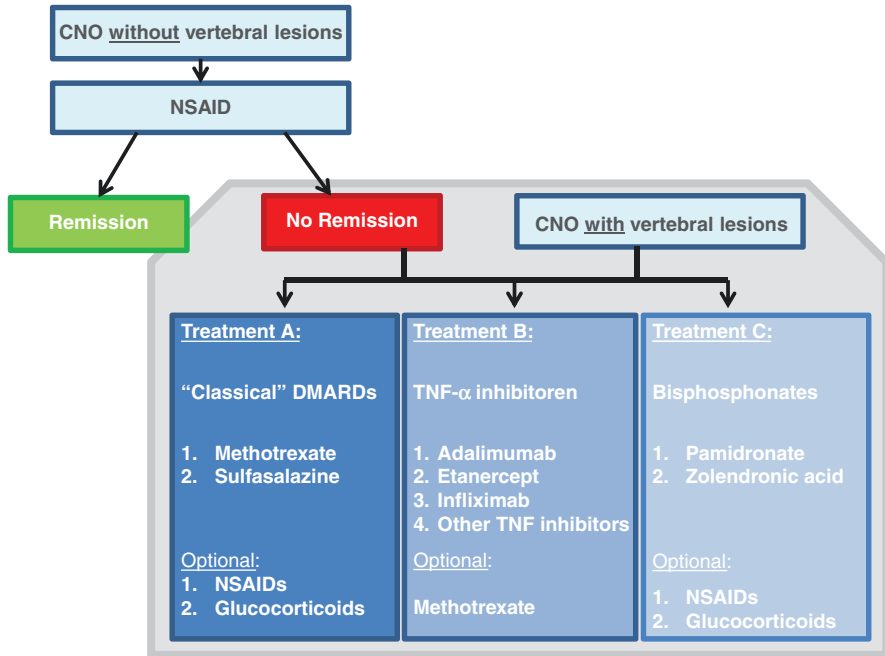 CNO without vertebral lesions
NSAID
Remission
No Remission
CNO with vertebral lesions
Treatment A:
“Classical” DMARDs
1. Methotrexate
2. Sulfasalazine
Optional:
1. NSAIDs
2. Glucocorticoids
Treatment B:
TNF-α inhibitoren
1. Adalimumab
2. Etanercept
3. Infliximab
4. Other TNF inhibitors
Optional:
Methotrexate
Treatment C:
Bisphosphonates
1. Pamidronate
2. Zolendronic acid
Optional:
1. NSAIDs
2. Glucocorticoids